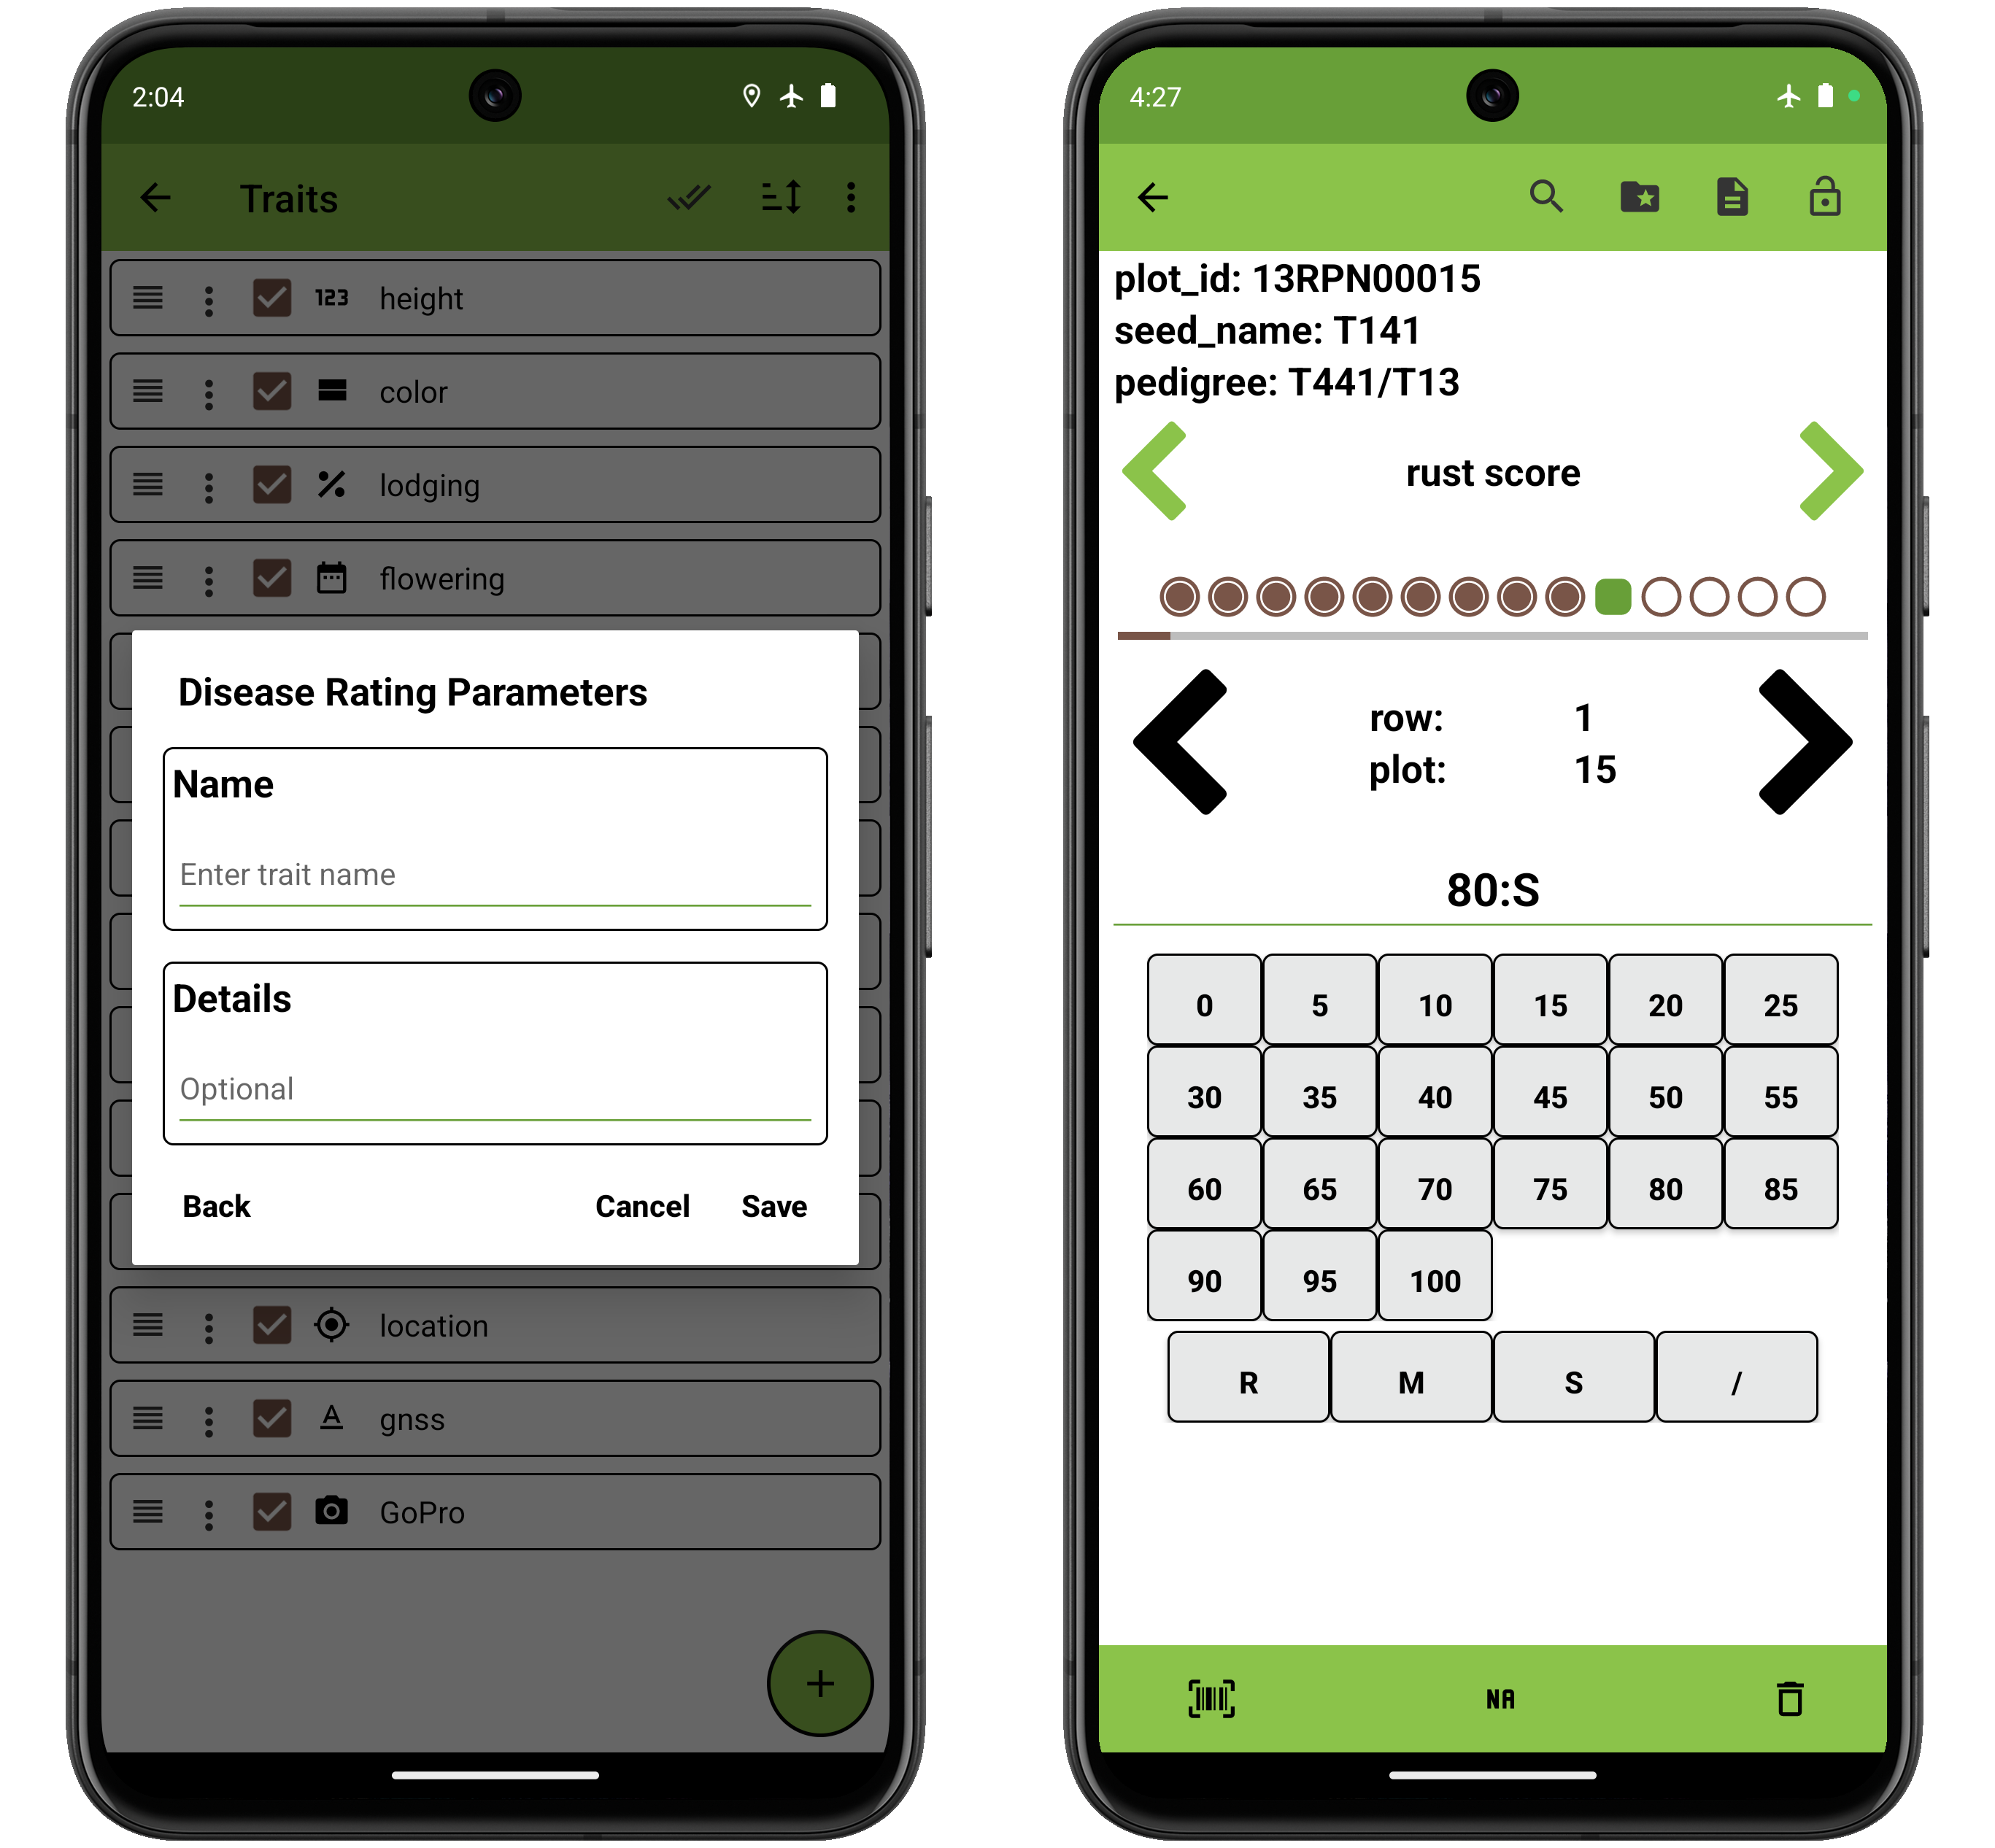 2:04
Traits
123 height
color
% lodging
flowering
Disease Rating Parameters
Name
Enter trait name
Details
Optional
Back Cancel Save
location
A gnss
GoPro
+
4:27
plot_id: 13RPN00015
seed_name: T141
pedigree: T441/T13
rust score
row: 1
plot: 15
80:S
0 5 10 15 20 25
30 35 40 45 50 55
60 65 70 75 80 85
90 95 100
R M S /
NA